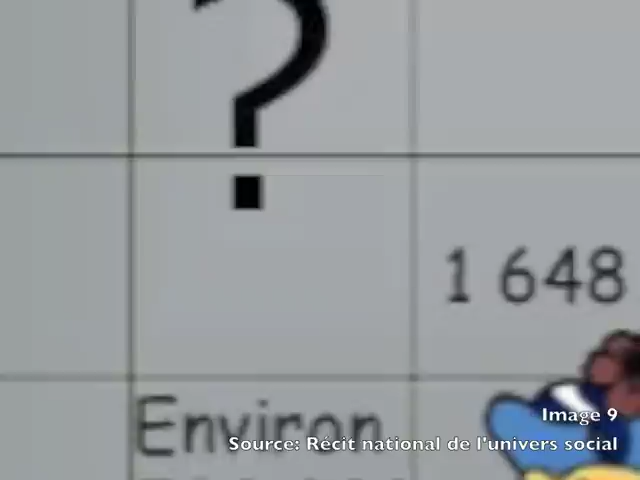 ?
1 648
Environ
Image 9
Source: Récit national de l'univers social